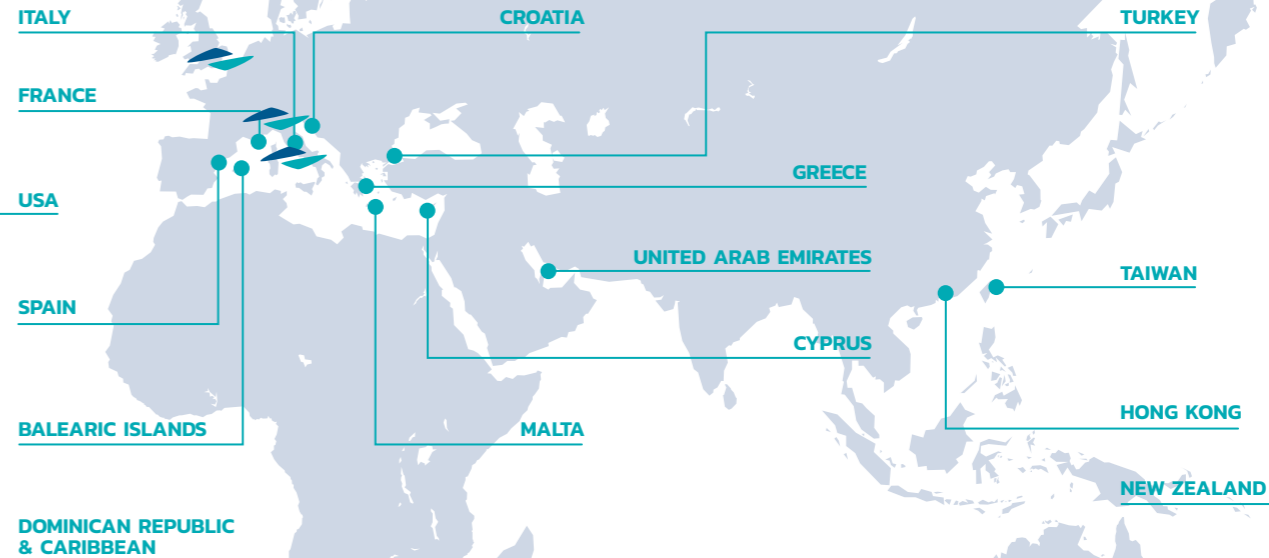 ITALY
CROATIA
TURKEY
FRANCE
GREECE
USA
UNITED ARAB EMIRATES
TAIWAN
SPAIN
CYPRUS
HONG KONG
BALEARIC ISLANDS
MALTA
NEW ZEALAND
DOMINICAN REPUBLIC
& CARIBBEAN